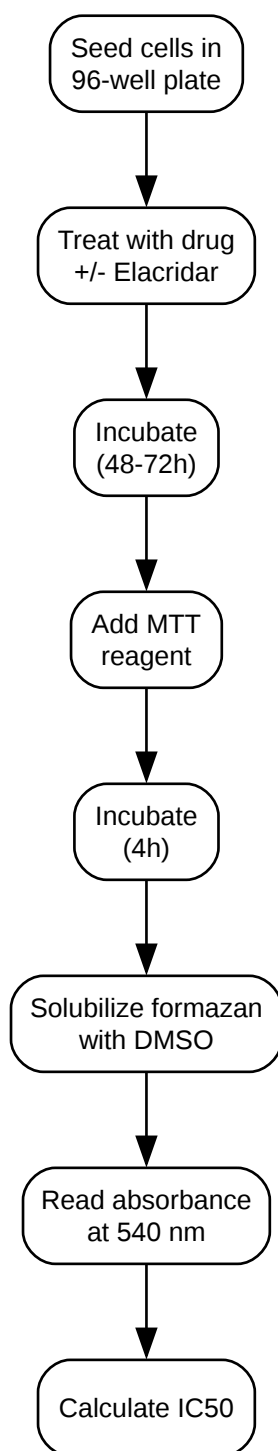 Seed cells in
96-well plate
Treat with drug
+/- Elacridar
Incubate
(48-72h)
Add MTT
reagent
Incubate
(4h)
Solubilize formazan
with DMSO
Read absorbance
at 540 nm
Calculate IC50